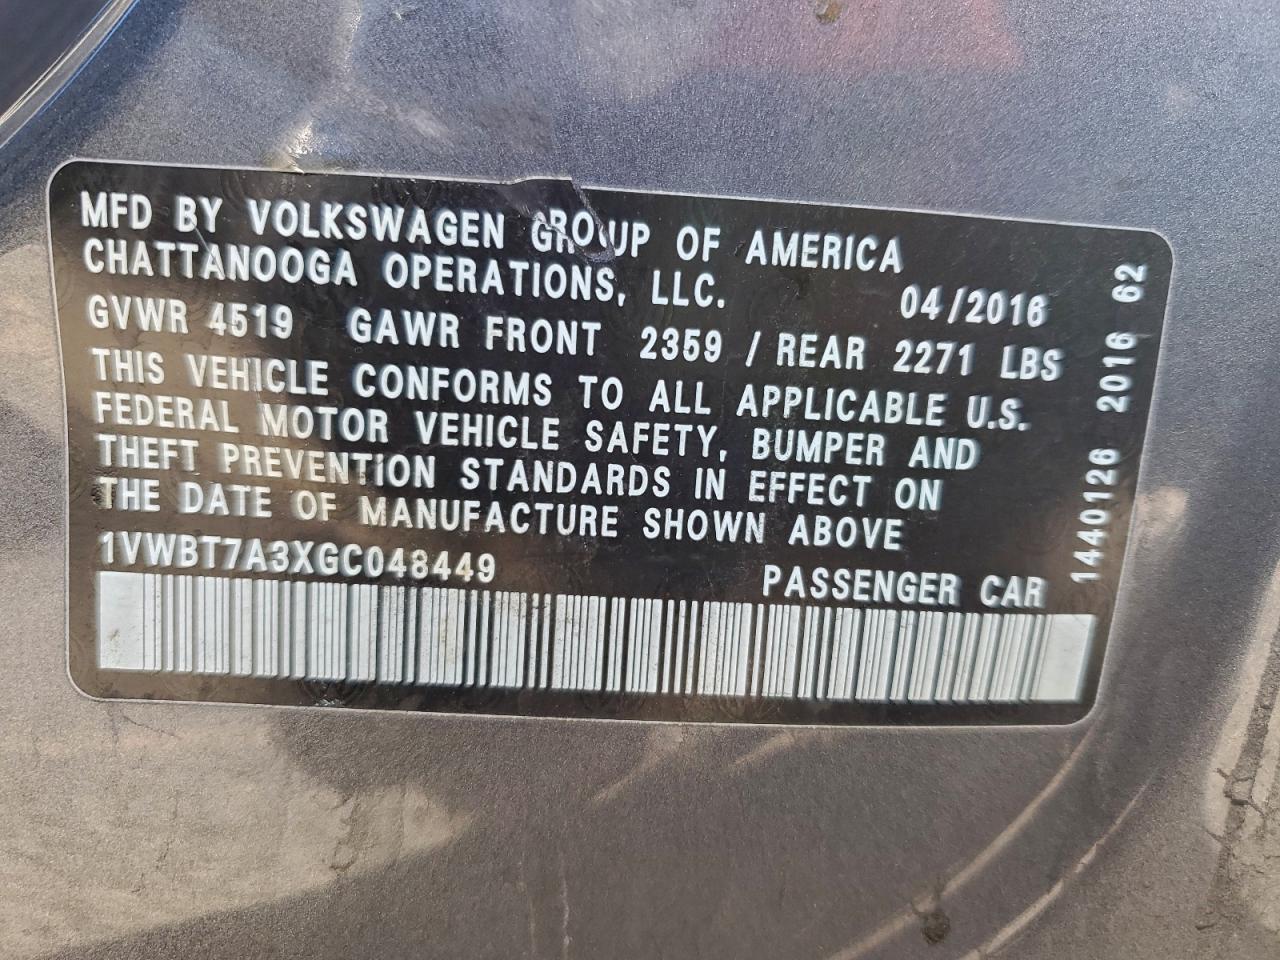 MFD BY VOLKSWAGEN GROUP OF AMERICA
CHATTANOOGA OPERATIONS, LLC.
04/2016
GVWR 4519 GAWR FRONT 2359 / REAR 2271 LBS
THIS VEHICLE CONFORMS TO ALL APPLICABLE U.S.
FEDERAL MOTOR VEHICLE SAFETY, BUMPER AND
THEFT PREVENTION STANDARDS IN EFFECT ON
THE DATE OF MANUFACTURE SHOWN ABOVE
1VWBT7A3XGC048449 PASSENGER CAR
1440126 2016 62